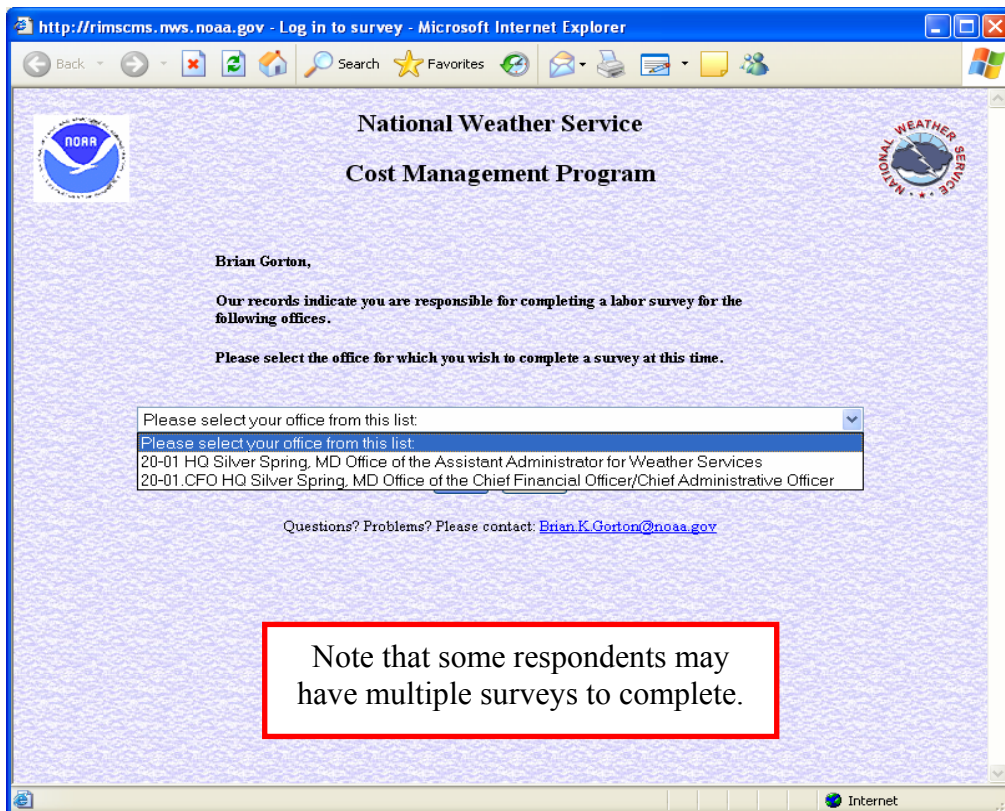 http://rimscms.nws.noaa.gov - Log in to survey - Microsoft Internet Explorer
Back Search Favorites
NOAA
National Weather Service
Cost Management Program
NATIONAL WEATHER SERVICE
Brian Gorton,
Our records indicate you are responsible for completing a labor survey for the
following offices.
Please select the office for which you wish to complete a survey at this time.
Please select your office from this list:
Please select your office from this list:
20-01 HQ Silver Spring, MD Office of the Assistant Administrator for Weather Services
20-01.CFO HQ Silver Spring, MD Office of the Chief Financial Officer/Chief Administrative Officer
Questions? Problems? Please contact: Brian.K.Gorton@noaa.gov
Note that some respondents may
have multiple surveys to complete.
Internet